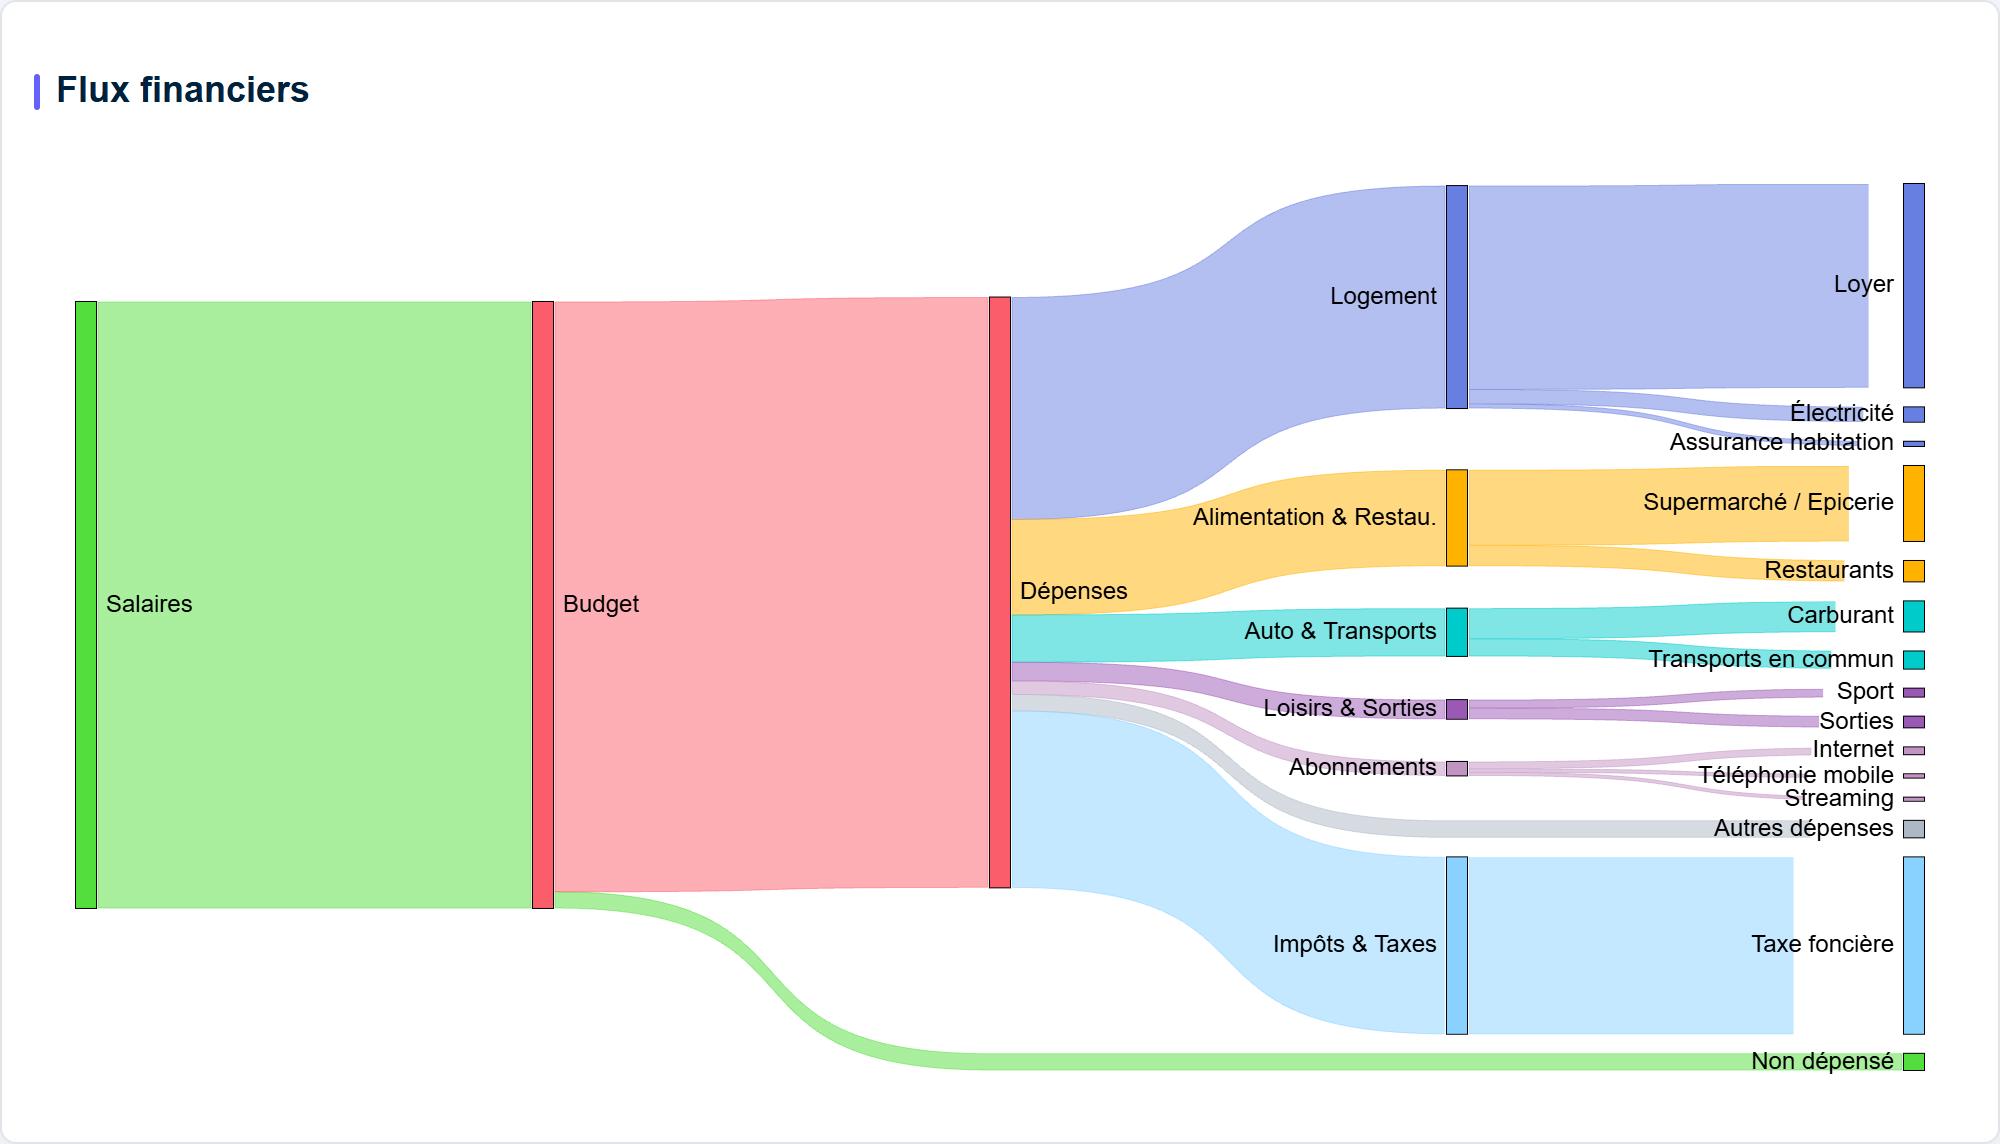 Flux financiers
Salaires
Budget
Dépenses
Logement
Alimentation & Restau.
Auto & Transports
Loisirs & Sorties
Abonnements
Impôts & Taxes
Loyer
Électricité
Assurance habitation
Supermarché / Epicerie
Restaurants
Carburant
Transports en commun
Sport
Sorties
Internet
Téléphonie mobile
Streaming
Autres dépenses
Taxe foncière
Non dépensé